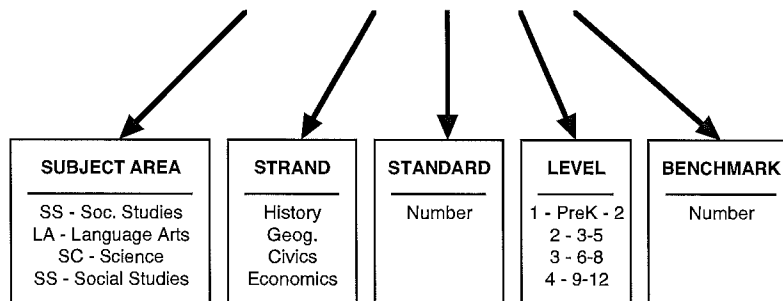 SUBJECT AREA
SS - Soc. Studies
LA - Language Arts
SC - Science
SS - Social Studies
STRAND
History
Geog.
Civics
Economics
STANDARD
Number
LEVEL
1 - PreK - 2
2 - 3-5
3 - 6-8
4 - 9-12
BENCHMARK
Number